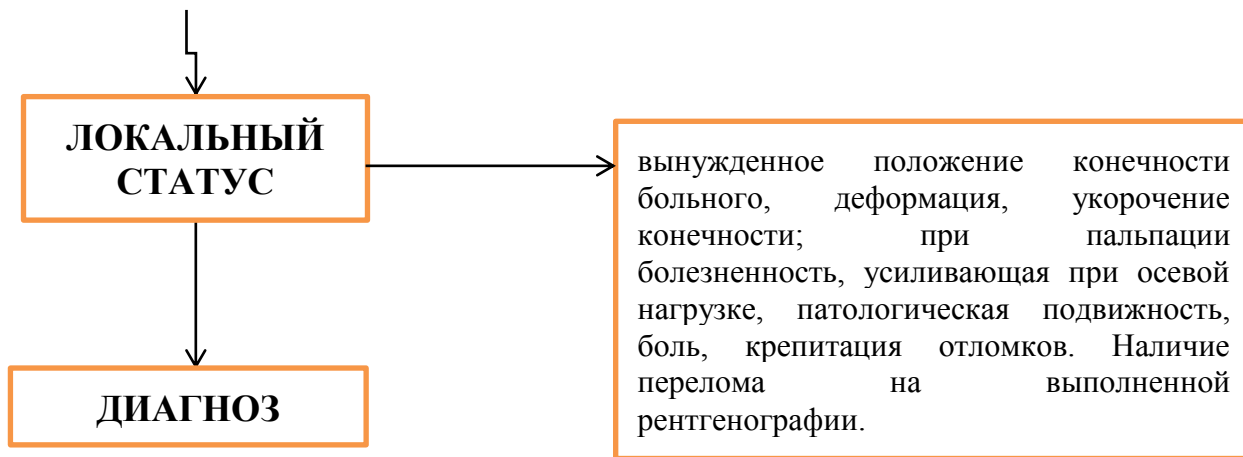 ЛОКАЛЬНЫЙ
СТАТУС
вынужденное положение конечности
больного, деформация, укорочение
конечности; при пальпации
болезненность, усиливающая при осевой
нагрузке, патологическая подвижность,
боль, крепитация отломков. Наличие
перелома на выполненной
рентгенографии.
ДИАГНОЗ